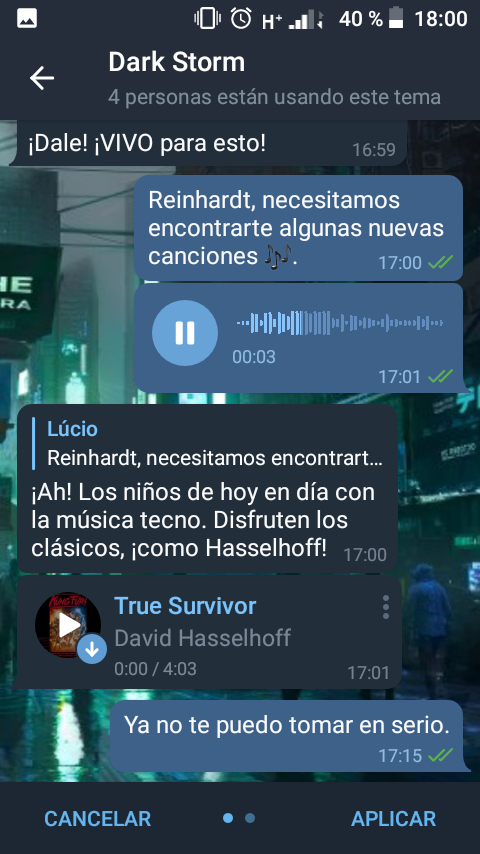 H+ 40 % 18:00
Dark Storm
4 personas están usando este tema
¡Dale! ¡VIVO para esto!
16:59
Reinhardt, necesitamos
encontrarte algunas nuevas
canciones 🎶.
17:00
00:03
17:01
Lúcio
Reinhardt, necesitamos encontrart...
¡Ah! Los niños de hoy en día con
la música tecno. Disfruten los
clásicos, ¡como Hasselhoff!
17:00
KUNG FURY
True Survivor
David Hasselhoff
0:00 / 4:03
17:01
Ya no te puedo tomar en serio.
17:15
CANCELAR
APLICAR